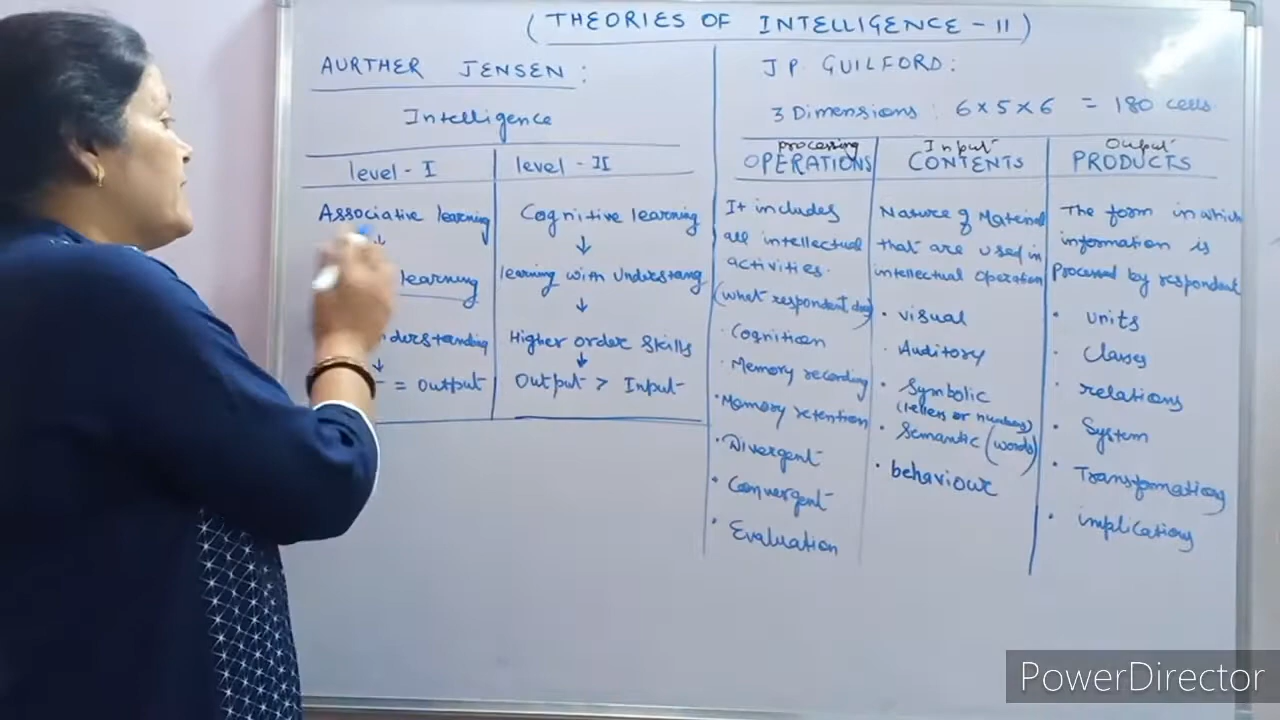 ( THEORIES OF INTELLIGENCE - II )
AURTHER JENSEN :
Intelligence
level - I
level - II
Associative learning
↓
learning
nderstanding
↓
= Output
Cognitive learning
↓
learning with Understang
↓
Higher order skills
↓
Output > Input
J P. GUILFORD :
3 Dimensions : 6 x 5 x 6 = 180 cells
processing
OPERATIONS
It includes
all intellectual
activities.
(what respondent does)
· Cognition
· Memory recording
· Memory retention
· Divergent
· Convergent
· Evaluation
Input
CONTENTS
Nature of Material
that are used in
intellectual operation
· visual
· Auditory
· Symbolic
(letters or numbers)
· Semantic (words)
· behaviour
Output
PRODUCTS
The form in which
information is
processed by respondent
· units
· Classes
· relations
· System
· Transformations
· implications
PowerDirector